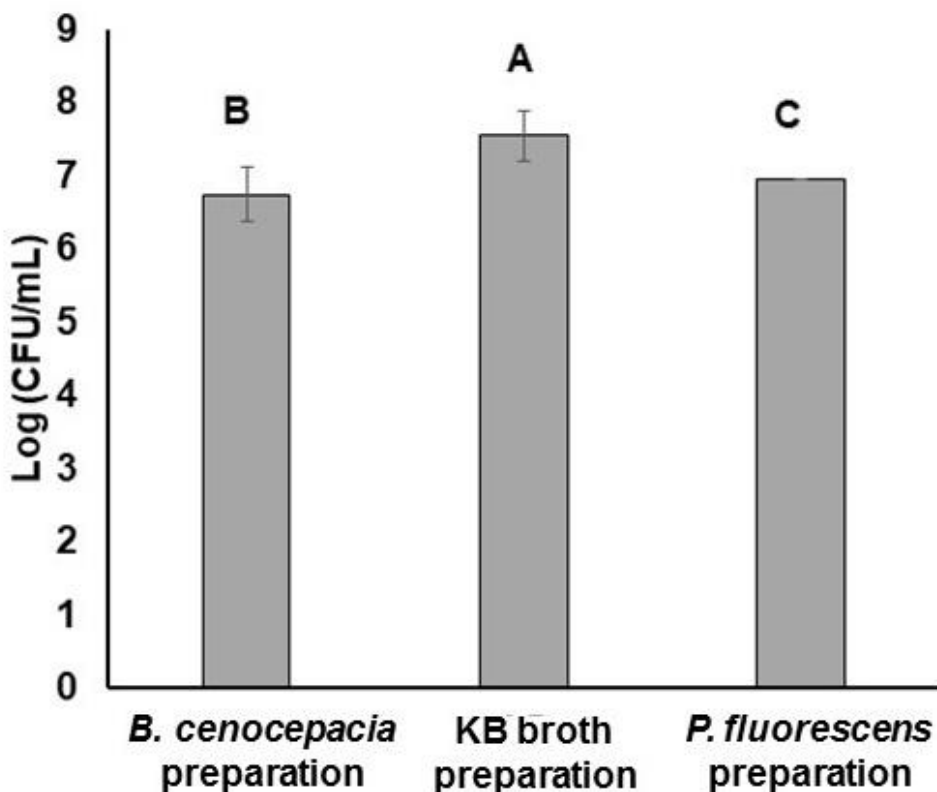 9
8
7
6
5
4
3
2
1
0
Log (CFU/mL)
B
A
C
B. cenocepacia
preparation
KB broth
preparation
P. fluorescens
preparation